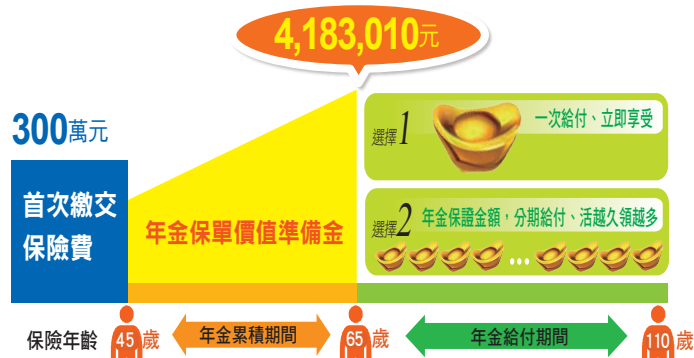 4,183,010元
300萬元
首次繳交
保險費
年金保單價值準備金
選擇1
一次給付、立即享受
選擇2
年金保證金額，分期給付、活越久領越多
...
保險年齡
45歲
年金累積期間
65歲
年金給付期間
110歲